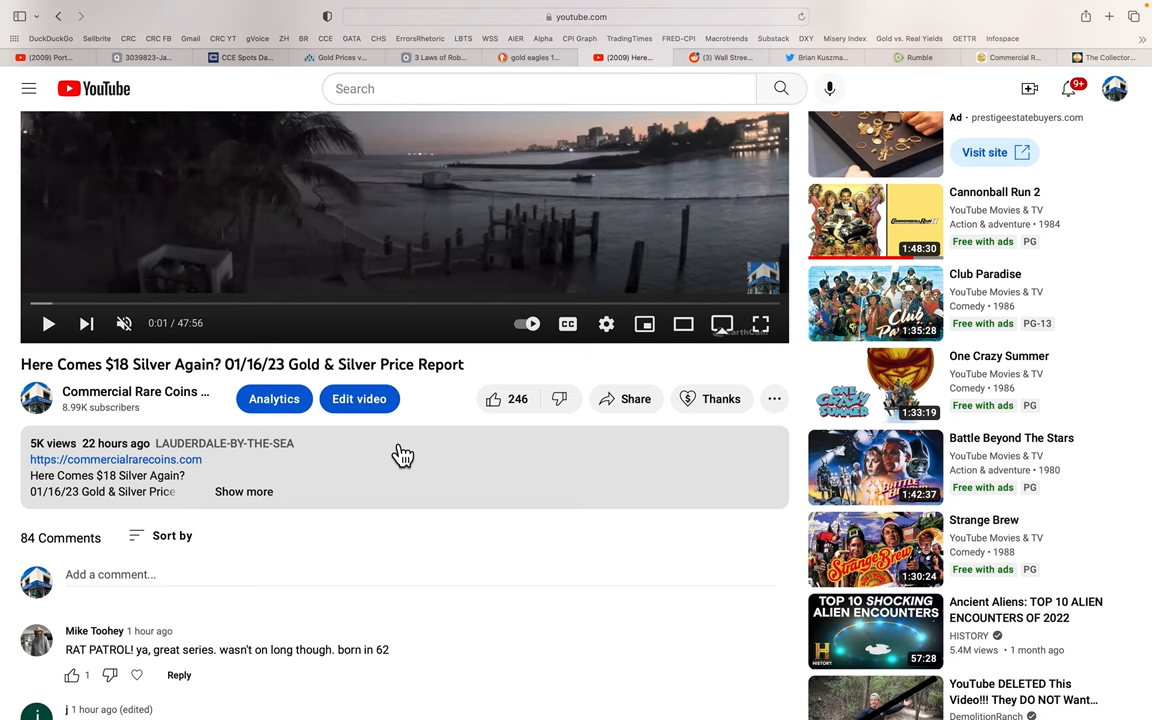 youtube.com
DuckDuckGo Sellbrite CRC CRC FB Gmail CRC YT gVoice ZH BR CCE GATA CHS ErrorsRhetoric LBTS WSS AIER Alpha CPI Graph TradingTimes FRED-CPI Macrotrends Substack DXY Misery Index Gold vs. Real Yields GETTR Infospace
(2009) Port... 3039823-Ja... CCE Spots Da... Gold Prices v... 3 Laws of Rob... gold eagles 1... (2009) Here... (3) Wall Stree... Brian Kuszma... Rumble Commercial R... The Collector...
YouTube
Search
9+
0:01 / 47:56
CC
Here Comes $18 Silver Again? 01/16/23 Gold & Silver Price Report
Commercial Rare Coins ...
8.99K subscribers
Analytics
Edit video
246
Share
Thanks
5K views 22 hours ago LAUDERDALE-BY-THE-SEA
https://commercialrarecoins.com
Here Comes $18 Silver Again?
01/16/23 Gold & Silver Price
Show more
84 Comments
Sort by
Add a comment...
Mike Toohey 1 hour ago
RAT PATROL! ya, great series. wasn't on long though. born in 62
1
Reply
j 1 hour ago (edited)
Ad • prestigeestatebuyers.com
Visit site
1:48:30
Cannonball Run 2
YouTube Movies & TV
Action & adventure • 1984
Free with ads PG
Club Paradise
1:35:28
Club Paradise
YouTube Movies & TV
Comedy • 1986
Free with ads PG-13
ONE CRAZY SUMMER
1:33:19
One Crazy Summer
YouTube Movies & TV
Comedy • 1986
Free with ads PG
1:42:37
Battle Beyond The Stars
YouTube Movies & TV
Action & adventure • 1980
Free with ads PG
Strange Brew
1:30:24
Strange Brew
YouTube Movies & TV
Comedy • 1988
Free with ads PG
TOP 10 SHOCKING
ALIEN ENCOUNTERS
H
HISTORY
57:28
Ancient Aliens: TOP 10 ALIEN
ENCOUNTERS OF 2022
HISTORY
5.4M views • 1 month ago
YouTube DELETED This
Video!!! They DO NOT Want...
DemolitionRanch